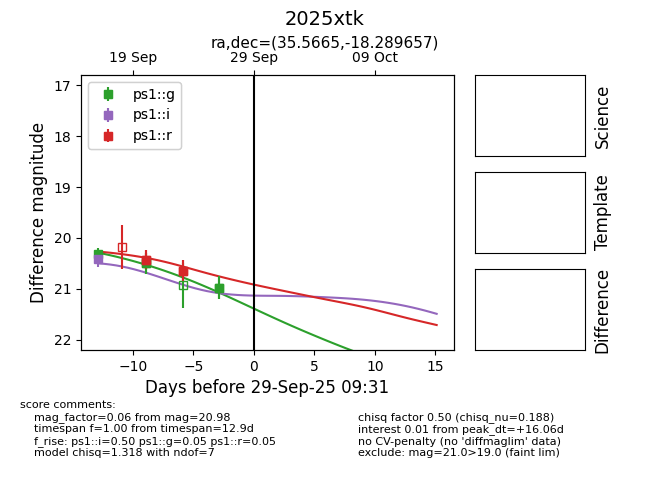 2025xtk
ra,dec=(35.5665,-18.289657)
19 Sep
29 Sep
09 Oct
17
18
19
20
21
22
Difference magnitude
ps1::g
ps1::i
ps1::r
−10
−5
0
5
10
15
Days before 29-Sep-25 09:31
Science
Template
Difference
score comments:
mag_factor=0.06 from mag=20.98
timespan f=1.00 from timespan=12.9d
f_rise: ps1::i=0.50 ps1::g=0.05 ps1::r=0.05
model chisq=1.318 with ndof=7
chisq factor 0.50 (chisq_nu=0.188)
interest 0.01 from peak_dt=+16.06d
no CV-penalty (no 'diffmaglim' data)
exclude: mag=21.0>19.0 (faint lim)